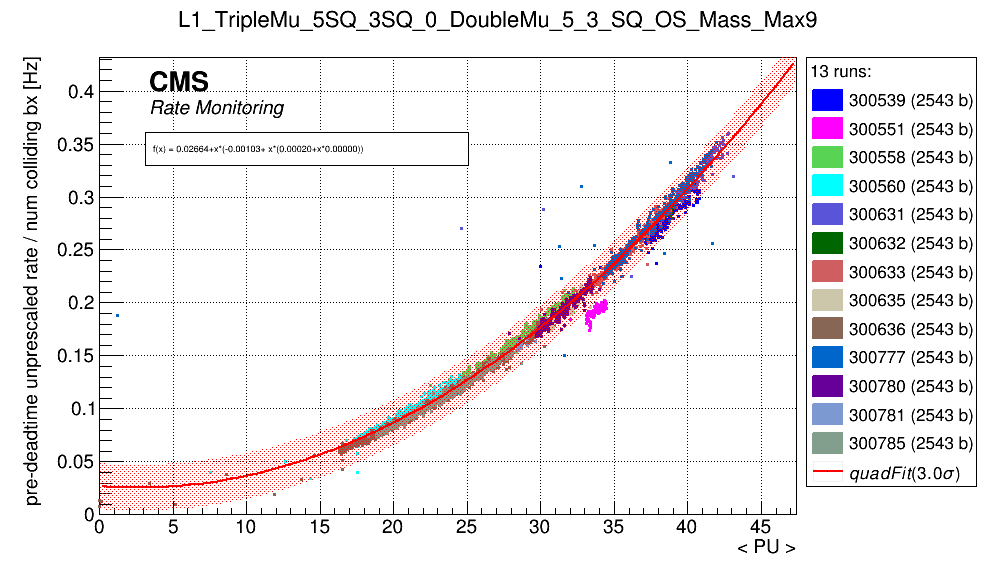 L1_TripleMu_5SQ_3SQ_0_DoubleMu_5_3_SQ_OS_Mass_Max9
pre-deadtime unprescaled rate / num colliding bx [Hz]
CMS
Rate Monitoring
f(x) = 0.02664+x*(-0.00103+ x*(0.00020+x*0.00000))
0.4
0.35
0.3
0.25
0.2
0.15
0.1
0.05
0
0 5 10 15 20 25 30 35 40 45
< PU >
13 runs:
300539 (2543 b)
300551 (2543 b)
300558 (2543 b)
300560 (2543 b)
300631 (2543 b)
300632 (2543 b)
300633 (2543 b)
300635 (2543 b)
300636 (2543 b)
300777 (2543 b)
300780 (2543 b)
300781 (2543 b)
300785 (2543 b)
quadFit(3.0σ)